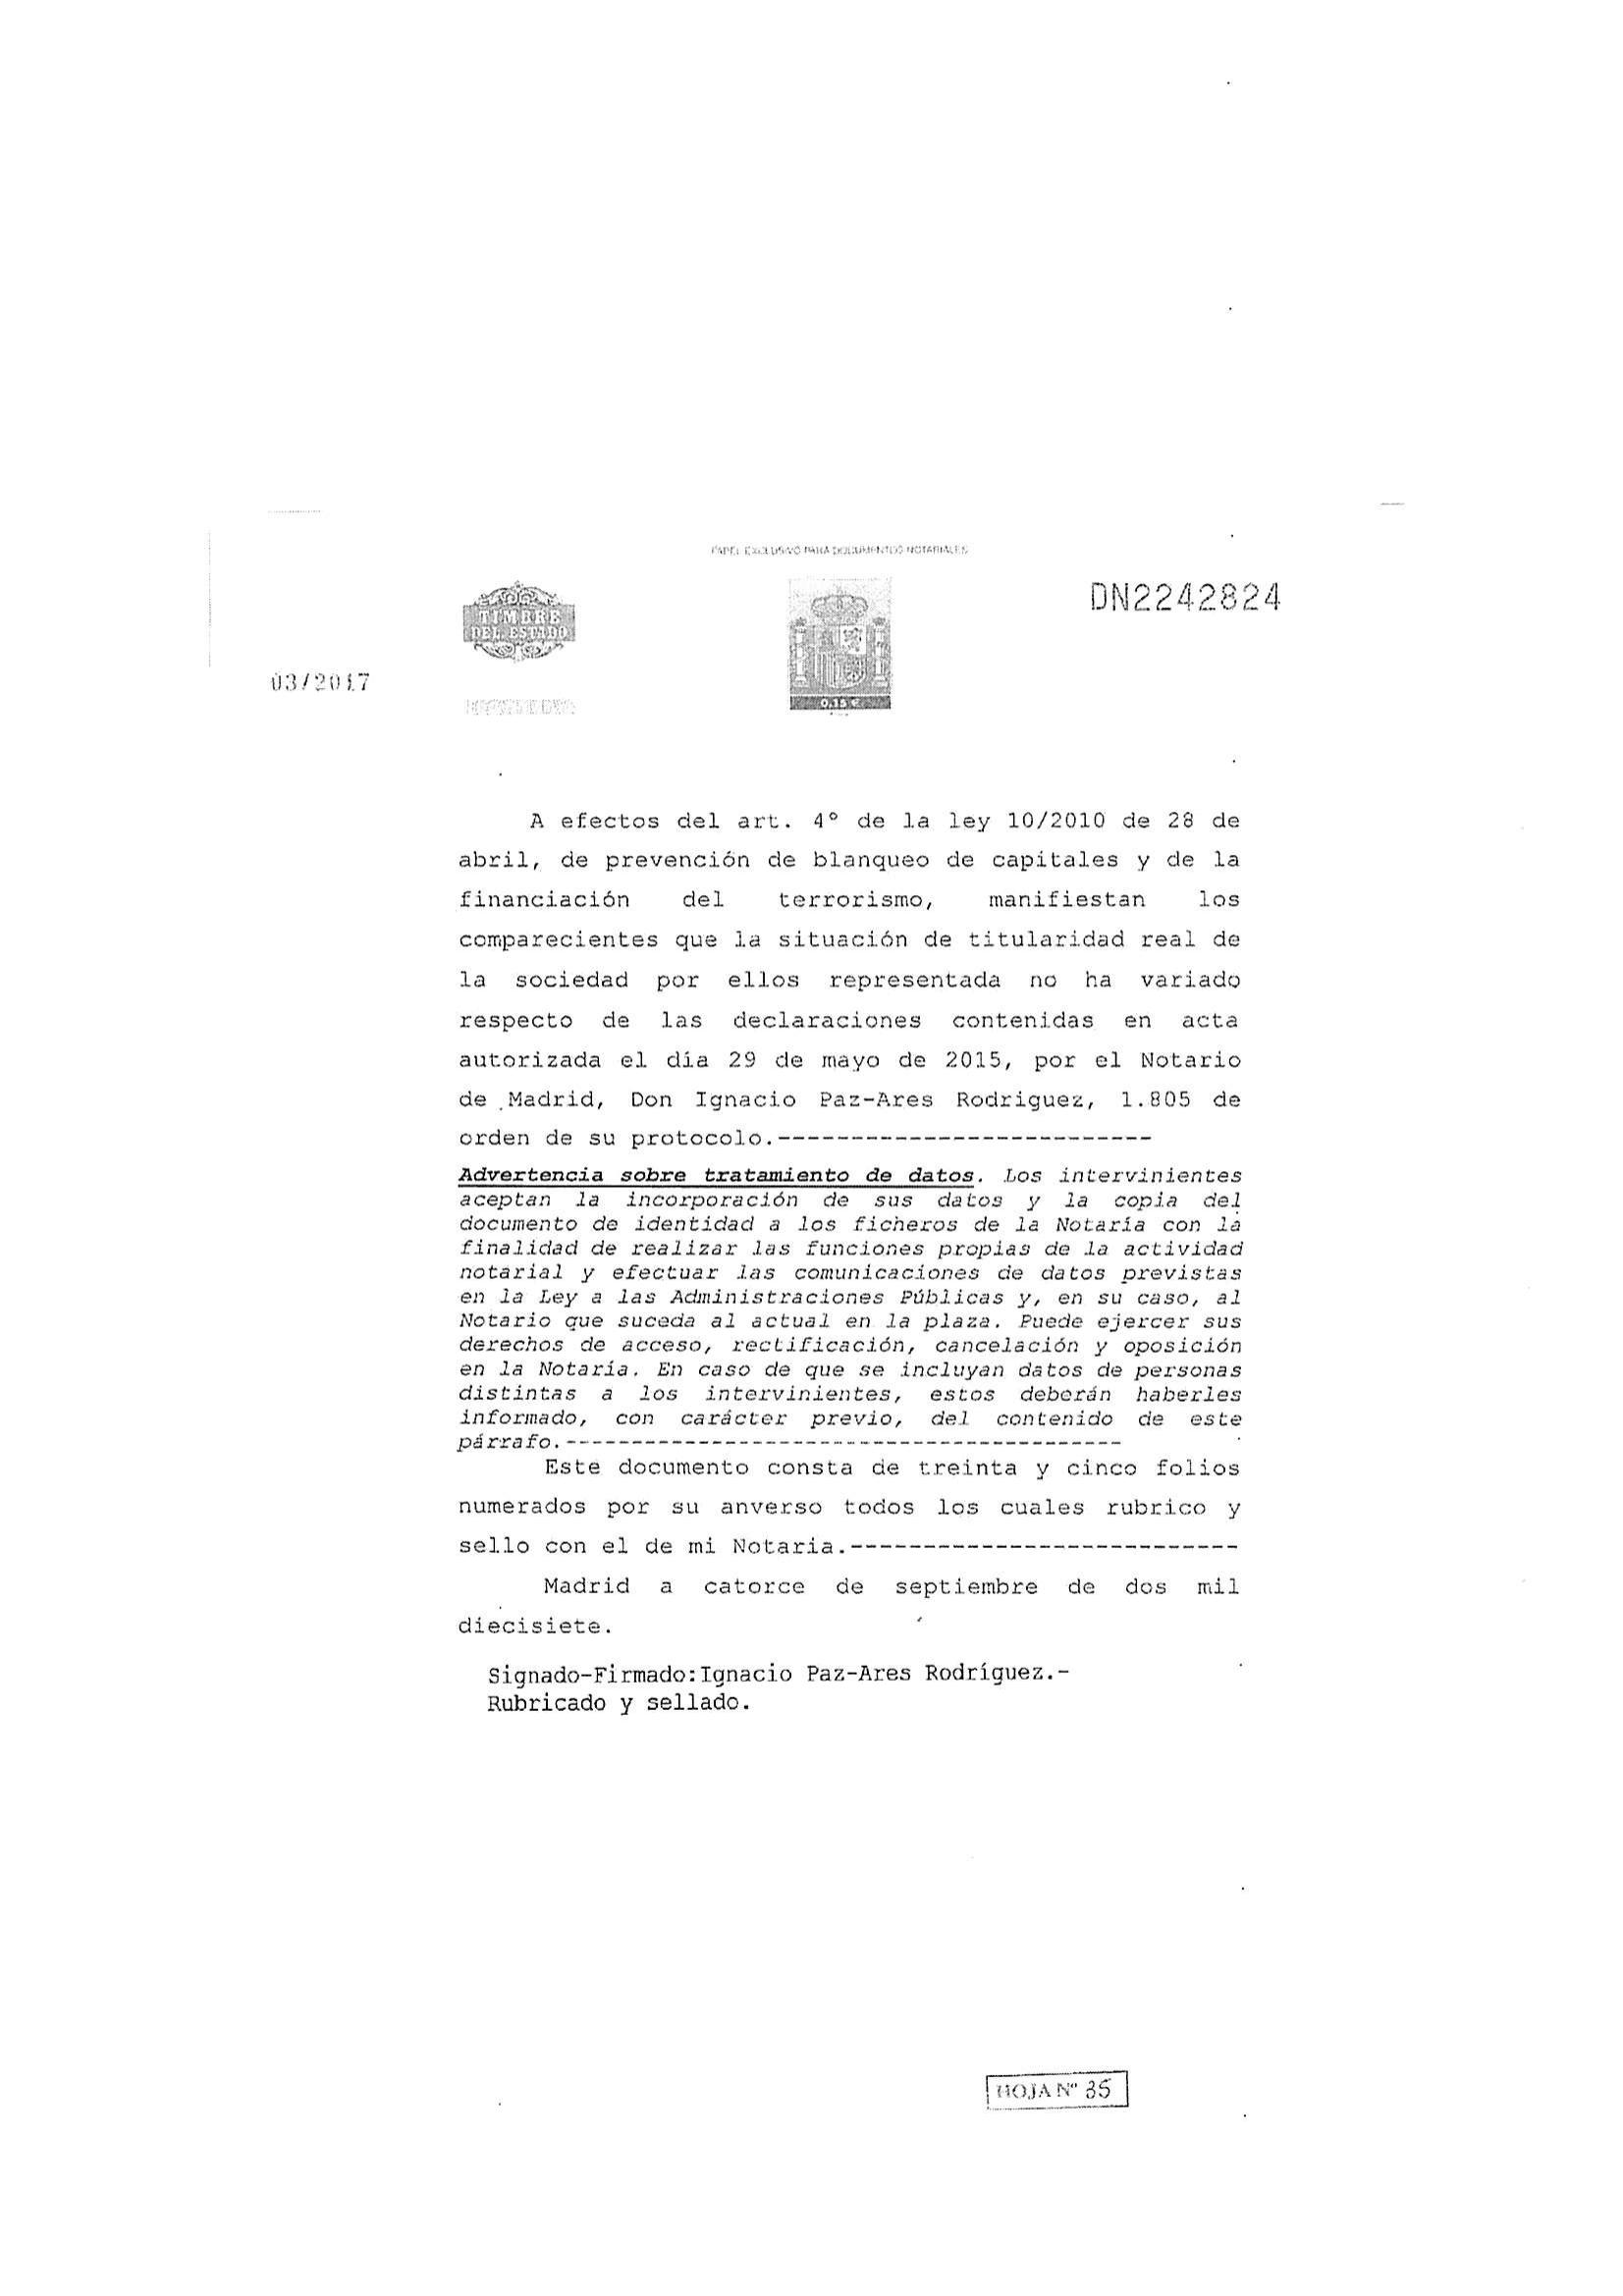 PAPEL EXCLUSIVO PARA DOCUMENTOS NOTARIALES
DN2242824
TIMBRE
DEL ESTADO
03/2017
0,15 €
A efectos del art. 4º de la ley 10/2010 de 28 de
abril, de prevención de blanqueo de capitales y de la
financiación del terrorismo, manifiestan los
comparecientes que la situación de titularidad real de
la sociedad por ellos representada no ha variado
respecto de las declaraciones contenidas en acta
autorizada el día 29 de mayo de 2015, por el Notario
de Madrid, Don Ignacio Paz-Ares Rodriguez, 1.805 de
orden de su protocolo.--------------------------
Advertencia sobre tratamiento de datos. Los intervinientes
aceptan la incorporación de sus datos y la copia del
documento de identidad a los ficheros de la Notaría con la
finalidad de realizar las funciones propias de la actividad
notarial y efectuar las comunicaciones de datos previstas
en la Ley a las Administraciones Públicas y, en su caso, al
Notario que suceda al actual en la plaza. Puede ejercer sus
derechos de acceso, rectificación, cancelación y oposición
en la Notaría. En caso de que se incluyan datos de personas
distintas a los intervinientes, estos deberán haberles
informado, con carácter previo, del contenido de este
párrafo.------------------------------------------
Este documento consta de treinta y cinco folios
numerados por su anverso todos los cuales rubrico y
sello con el de mi Notaria.---------------------------
Madrid a catorce de septiembre de dos mil
diecisiete.
Signado-Firmado:Ignacio Paz-Ares Rodríguez.-
Rubricado y sellado.
HOJA Nº 35